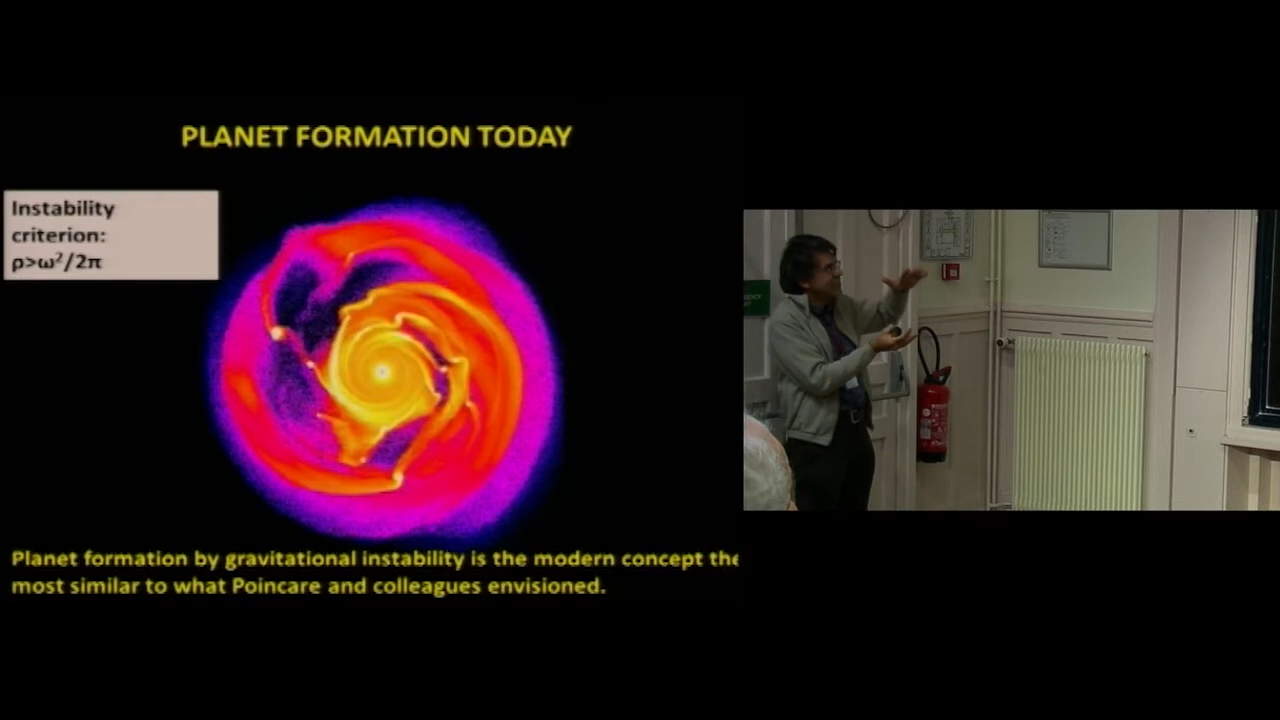 PLANET FORMATION TODAY
Instability
criterion:
ρ>ω²/2π
Planet formation by gravitational instability is the modern concept the
most similar to what Poincare and colleagues envisioned.